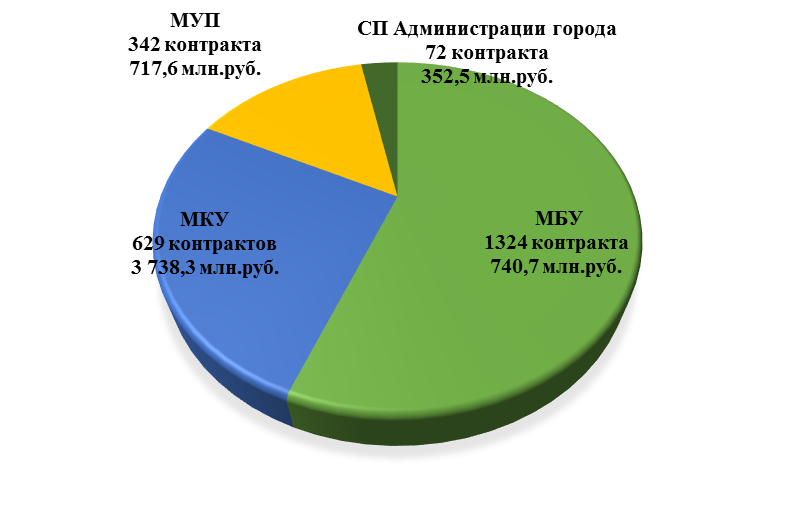 МУП
342 контракта
717,6 млн.руб.
СП Администрации города
72 контракта
352,5 млн.руб.
МКУ
629 контрактов
3 738,3 млн.руб.
МБУ
1324 контракта
740,7 млн.руб.